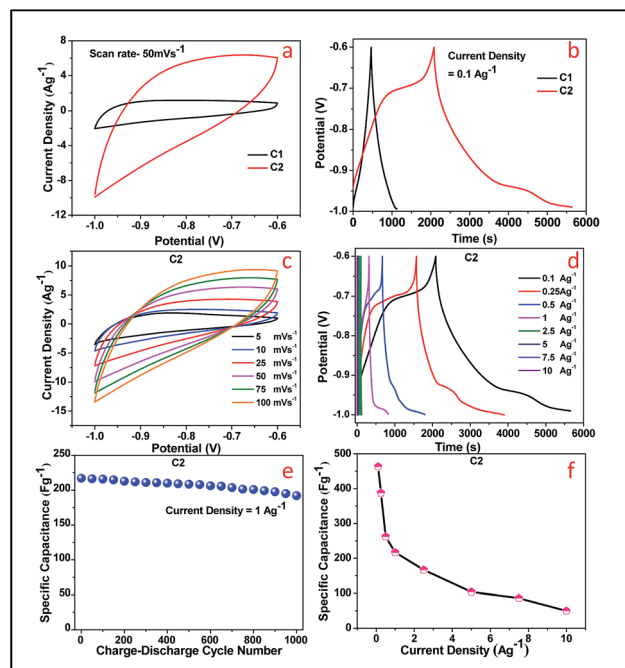 a
Scan rate- 50mVs⁻¹
C1
C2
Current Density (Ag⁻¹)
8
4
0
-4
-8
-12
-1.0 -0.9 -0.8 -0.7 -0.6
Potential (V)
b
Current Density
= 0.1 Ag⁻¹
C1
C2
Potential (V)
-0.6
-0.7
-0.8
-0.9
-1.0
0 1000 2000 3000 4000 5000 6000
Time (s)
C2
c
5 mVs⁻¹
10 mVs⁻¹
25 mVs⁻¹
50 mVs⁻¹
75 mVs⁻¹
100 mVs⁻¹
Current Density (Ag⁻¹)
10
5
0
-5
-10
-15
-1.0 -0.9 -0.8 -0.7 -0.6
Potential (V)
C2
d
0.1 Ag⁻¹
0.25Ag⁻¹
0.5 Ag⁻¹
1 Ag⁻¹
2.5 Ag⁻¹
5 Ag⁻¹
7.5 Ag⁻¹
10 Ag⁻¹
Potential (V)
-0.6
-0.7
-0.8
-0.9
-1.0
0 1000 2000 3000 4000 5000 6000
Time (s)
C2
e
Current Density = 1 Ag⁻¹
Specific Capacitance (Fg⁻¹)
250
200
150
100
50
0
0 200 400 600 800 1000
Charge-Discharge Cycle Number
C2
f
Specific Capacitance (Fg⁻¹)
500
400
300
200
100
0
0 2 4 6 8 10
Current Density (Ag⁻¹)